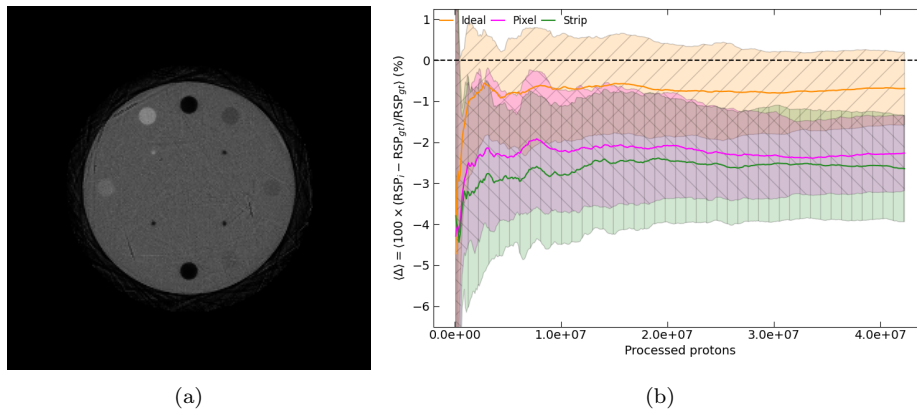 Ideal Pixel Strip
⟨Δ⟩ = ⟨100 × (RSP_i − RSP_gt)/RSP_gt⟩ (%)
1
0
−1
−2
−3
−4
−5
−6
0.0e+00 1.0e+07 2.0e+07 3.0e+07 4.0e+07
Processed protons
(a) (b)